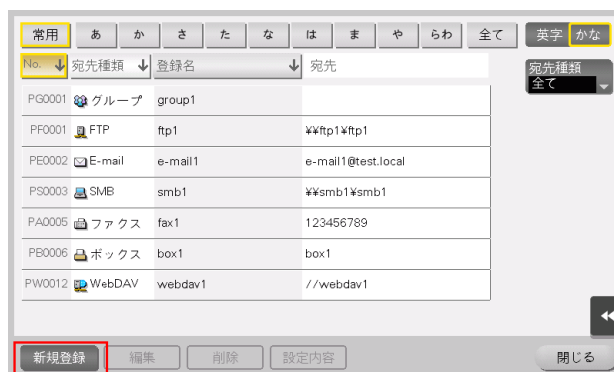 常用 あ か さ た な は ま や らわ 全て 英字 かな
No. 宛先種類 登録名 宛先
宛先種類
全て
PG0001 グループ group1
PF0001 FTP ftp1 ¥¥ftp1¥ftp1
PE0002 E-mail e-mail1 e-mail1@test.local
PS0003 SMB smb1 ¥¥smb1¥smb1
PA0005 ファクス fax1 123456789
PB0006 ボックス box1 box1
PW0012 WebDAV webdav1 //webdav1
新規登録 編集 削除 設定内容 閉じる